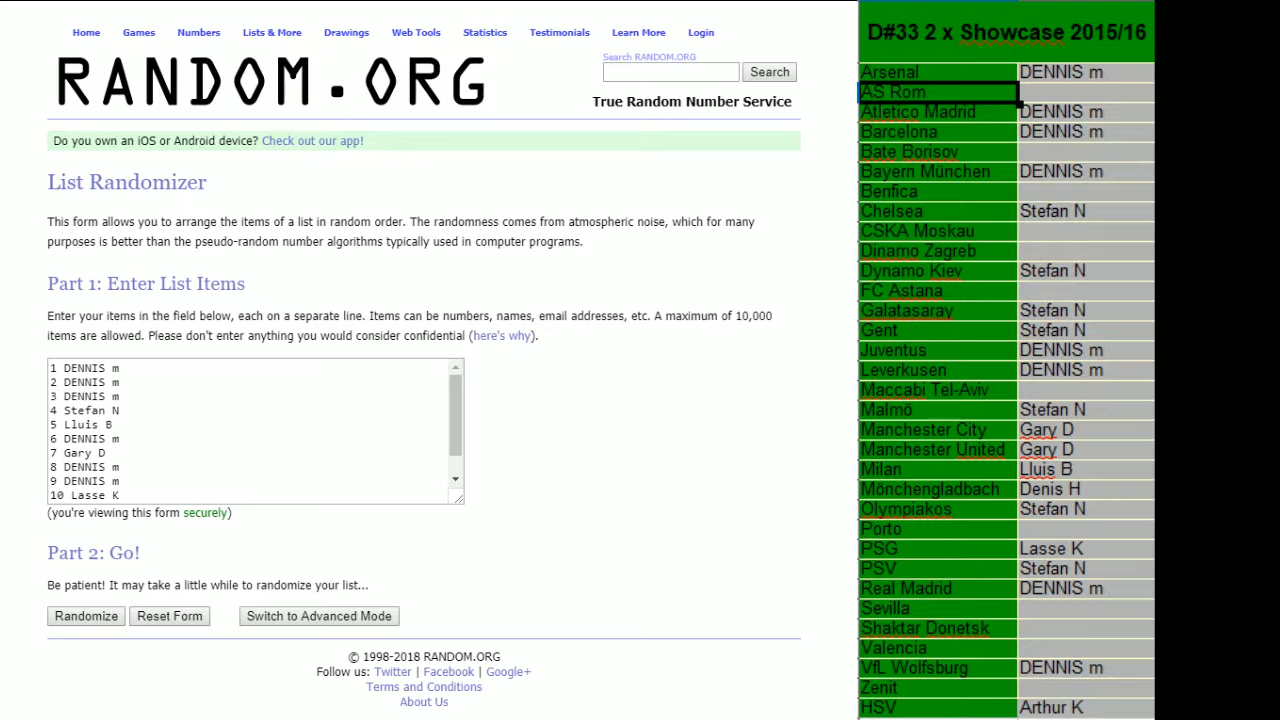 Home Games Numbers Lists & More Drawings Web Tools Statistics Testimonials Learn More Login
RANDOM.ORG
Search RANDOM.ORG
Search
True Random Number Service
Do you own an iOS or Android device? Check out our app!
List Randomizer
This form allows you to arrange the items of a list in random order. The randomness comes from atmospheric noise, which for many
purposes is better than the pseudo-random number algorithms typically used in computer programs.
Part 1: Enter List Items
Enter your items in the field below, each on a separate line. Items can be numbers, names, email addresses, etc. A maximum of 10,000
items are allowed. Please don't enter anything you would consider confidential (here's why).
1 DENNIS m
2 DENNIS m
3 DENNIS m
4 Stefan N
5 Lluis B
6 DENNIS m
7 Gary D
8 DENNIS m
9 DENNIS m
10 Lasse K
(you're viewing this form securely)
Part 2: Go!
Be patient! It may take a little while to randomize your list...
Randomize Reset Form Switch to Advanced Mode
© 1998-2018 RANDOM.ORG
Follow us: Twitter | Facebook | Google+
Terms and Conditions
About Us
D#33 2 x Showcase 2015/16
Arsenal DENNIS m
AS Rom
Atletico Madrid DENNIS m
Barcelona DENNIS m
Bate Borisov
Bayern München DENNIS m
Benfica
Chelsea Stefan N
CSKA Moskau
Dinamo Zagreb
Dynamo Kiev Stefan N
FC Astana
Galatasaray Stefan N
Gent Stefan N
Juventus DENNIS m
Leverkusen DENNIS m
Maccabi Tel-Aviv
Malmö Stefan N
Manchester City Gary D
Manchester United Gary D
Milan Lluis B
Mönchengladbach Denis H
Olympiakos Stefan N
Porto
PSG Lasse K
PSV Stefan N
Real Madrid DENNIS m
Sevilla
Shaktar Donetsk
Valencia
VfL Wolfsburg DENNIS m
Zenit
HSV Arthur K